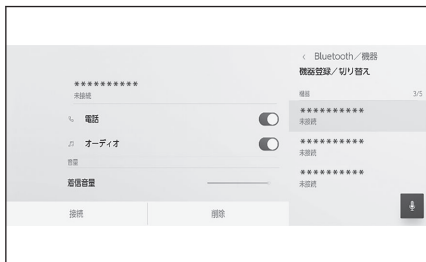 **********
未接続
電話
オーディオ
音量
着信音量
接続
削除
< Bluetooth／機器
機器登録／切り替え
機器 3/5
**********
未接続
**********
未接続
**********
未接続